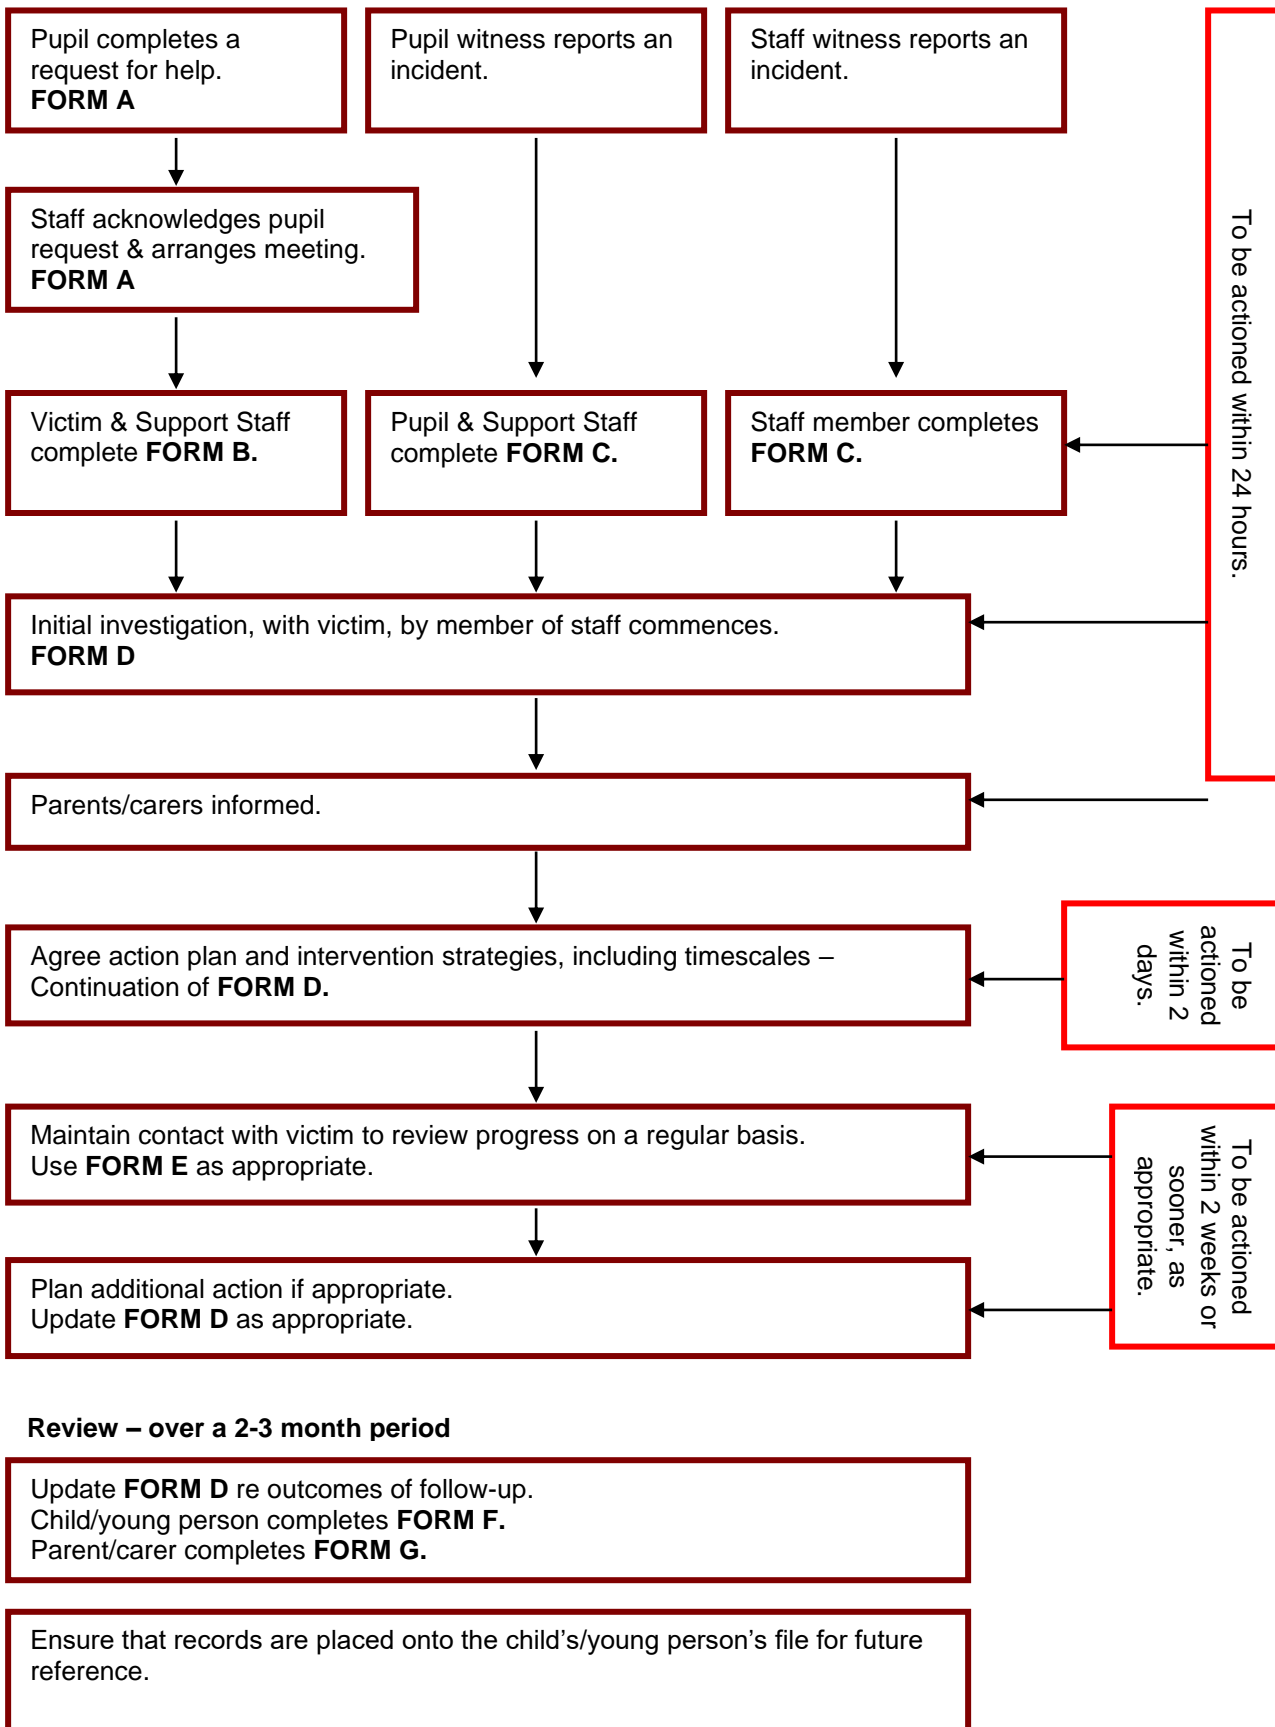 Pupil completes a
request for help.
FORM A
Pupil witness reports an
incident.
Staff witness reports an
incident.
Staff acknowledges pupil
request & arranges meeting.
FORM A
Victim & Support Staff
complete FORM B.
Pupil & Support Staff
complete FORM C.
Staff member completes
FORM C.
To be actioned within 24 hours.
Initial investigation, with victim, by member of staff commences.
FORM D
Parents/carers informed.
Agree action plan and intervention strategies, including timescales –
Continuation of FORM D.
To be
actioned
within 2
days.
Maintain contact with victim to review progress on a regular basis.
Use FORM E as appropriate.
Plan additional action if appropriate.
Update FORM D as appropriate.
To be actioned
within 2 weeks or
sooner, as
appropriate.
Review – over a 2-3 month period
Update FORM D re outcomes of follow-up.
Child/young person completes FORM F.
Parent/carer completes FORM G.
Ensure that records are placed onto the child's/young person's file for future
reference.